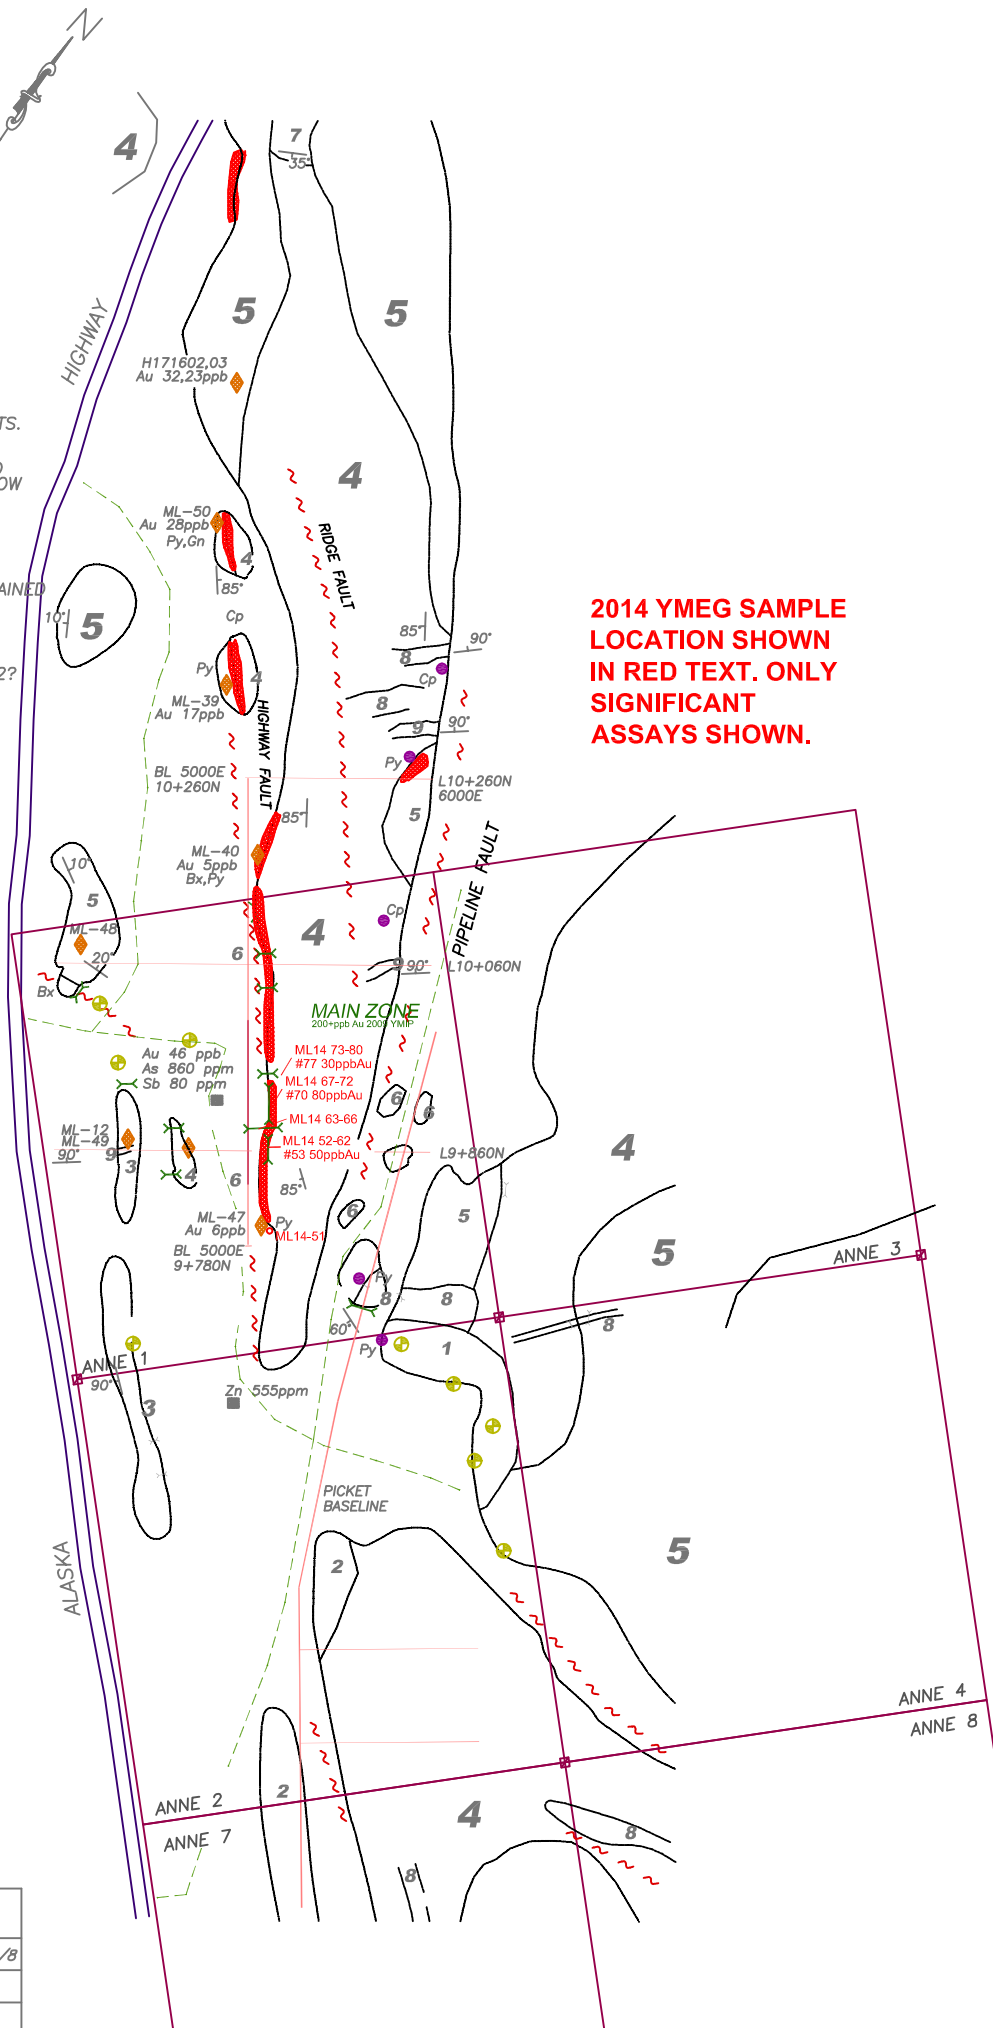 N
4
7
35°
HIGHWAY
5
5
H171602,03
Au 32,23ppb
TS.
OW
4
ML-50
Au 28ppb
Py,Gn
4
RIDGE FAULT
85°
AINED
Cp
10°
5
2?
85°
90°
8
Cp
Py
4
ML-39
Au 17ppb
HIGHWAY FAULT
8
9
90°
BL 5000E
10+260N
Py
L10+260N
6000E
85°
5
ML-40
Au 5ppb
Bx,Py
PIPELINE FAULT
10°
5
ML-48
20°
Cp
4
6
9
90°
L10+060N
Bx
2014 YMEG SAMPLE
LOCATION SHOWN
IN RED TEXT. ONLY
SIGNIFICANT
ASSAYS SHOWN.
MAIN ZONE
200+ppb Au 2009 YMIP
Au 46 ppb
As 860 ppm
Sb 80 ppm
ML14 73-80
#77 30ppbAu
ML14 67-72
#70 80ppbAu
ML14 63-66
ML14 52-62
#53 50ppbAu
6
6
ML-12
ML-49
90°
9
3
4
6
85°
L9+860N
4
ML-47
Au 6ppb
Py
ML14-51
6
5
BL 5000E
9+780N
5
ANNE 3
Py
8
8
8
60°
Py
1
ANNE 1
90°
3
Zn 555ppm
PICKET
BASELINE
ALASKA
2
5
ANNE 4
ANNE 8
ANNE 2
ANNE 7
2
4
8
8
/8